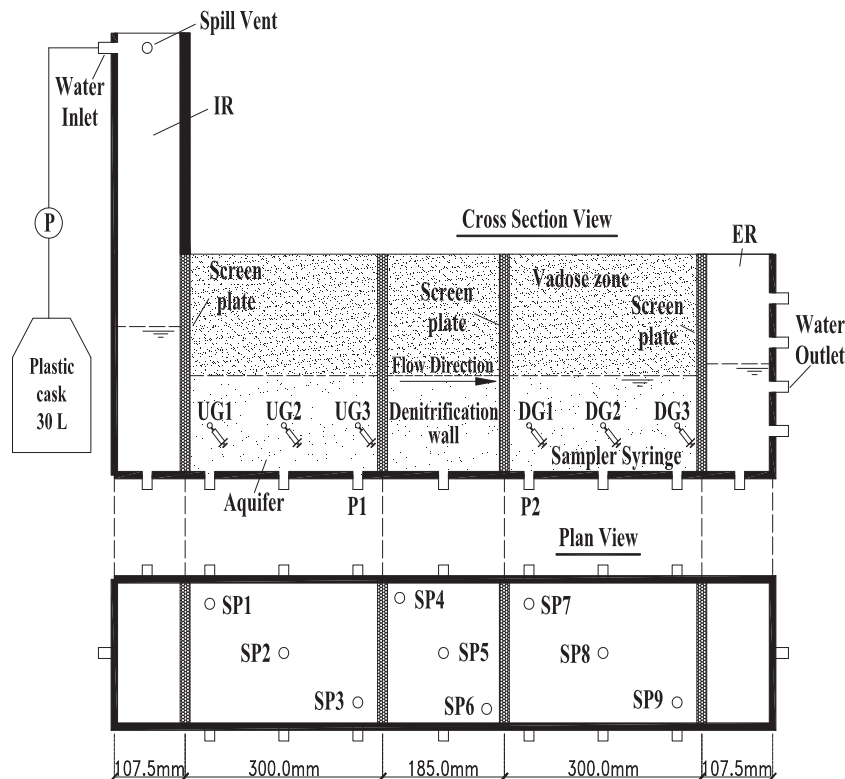 Spill Vent
Water
Inlet
IR
P
Cross Section View
ER
Screen
plate
Screen
plate
Vadose zone
Screen
plate
Water
Outlet
Plastic
cask
30 L
Flow Direction
UG1
UG2
UG3
Denitrification
wall
DG1
DG2
DG3
Sampler Syringe
Aquifer
P1
P2
Plan View
SP1
SP4
SP7
SP2
SP5
SP8
SP3
SP6
SP9
107.5mm
300.0mm
185.0mm
300.0mm
107.5mm